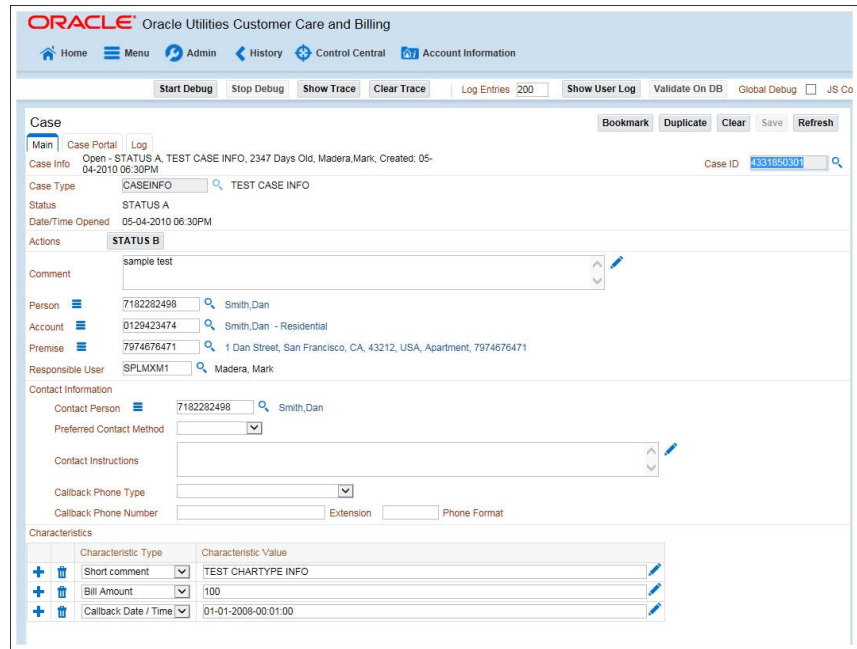 ORACLE® Oracle Utilities Customer Care and Billing
Home Menu Admin History Control Central Account Information
Start Debug Stop Debug Show Trace Clear Trace Log Entries 200 Show User Log Validate On DB Global Debug JS Co
Case Bookmark Duplicate Clear Save Refresh
Main Case Portal Log
Case Info Open - STATUS A, TEST CASE INFO, 2347 Days Old, Madera,Mark, Created: 05-
04-2010 06:30PM Case ID 4331850301
Case Type CASEINFO TEST CASE INFO
Status STATUS A
Date/Time Opened 05-04-2010 06:30PM
Actions STATUS B
Comment sample test
Person 7182282498 Smith,Dan
Account 0129423474 Smith,Dan - Residential
Premise 7974676471 1 Dan Street, San Francisco, CA, 43212, USA, Apartment, 7974676471
Responsible User SPLMXM1 Madera, Mark
Contact Information
Contact Person 7182282498 Smith,Dan
Preferred Contact Method
Contact Instructions
Callback Phone Type
Callback Phone Number Extension Phone Format
Characteristics
Characteristic Type Characteristic Value
Short comment TEST CHARTYPE INFO
Bill Amount 100
Callback Date / Time 01-01-2008-00:01:00